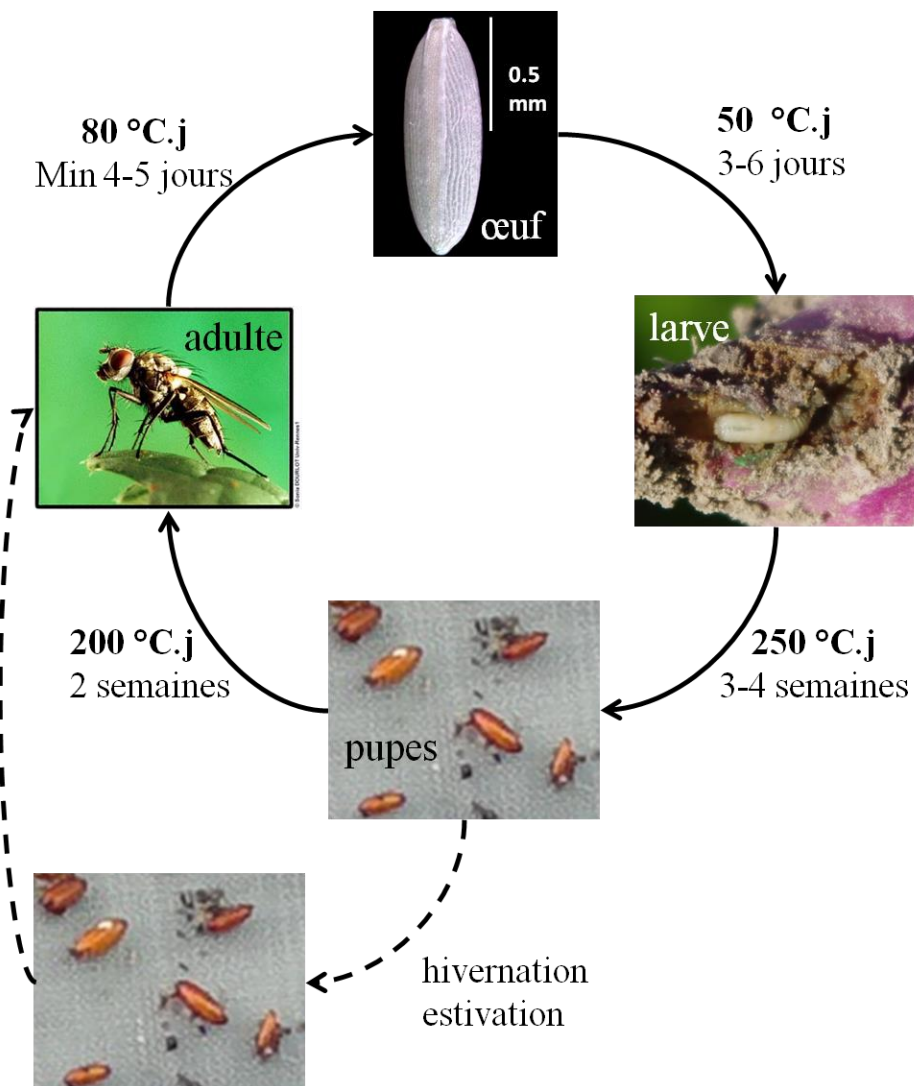 0.5
mm
œuf
80 °C.j
Min 4-5 jours
50 °C.j
3-6 jours
adulte
larve
200 °C.j
2 semaines
250 °C.j
3-4 semaines
pupes
hivernation
estivation